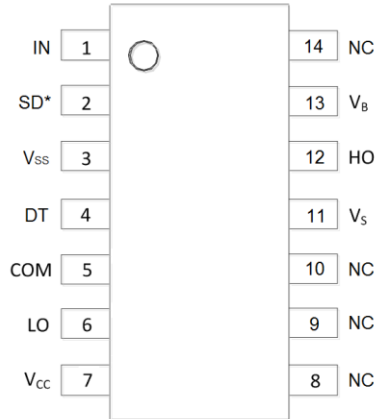 IN 1 14 NC
SD* 2 13 VB
VSS 3 12 HO
DT 4 11 VS
COM 5 10 NC
LO 6 9 NC
VCC 7 8 NC